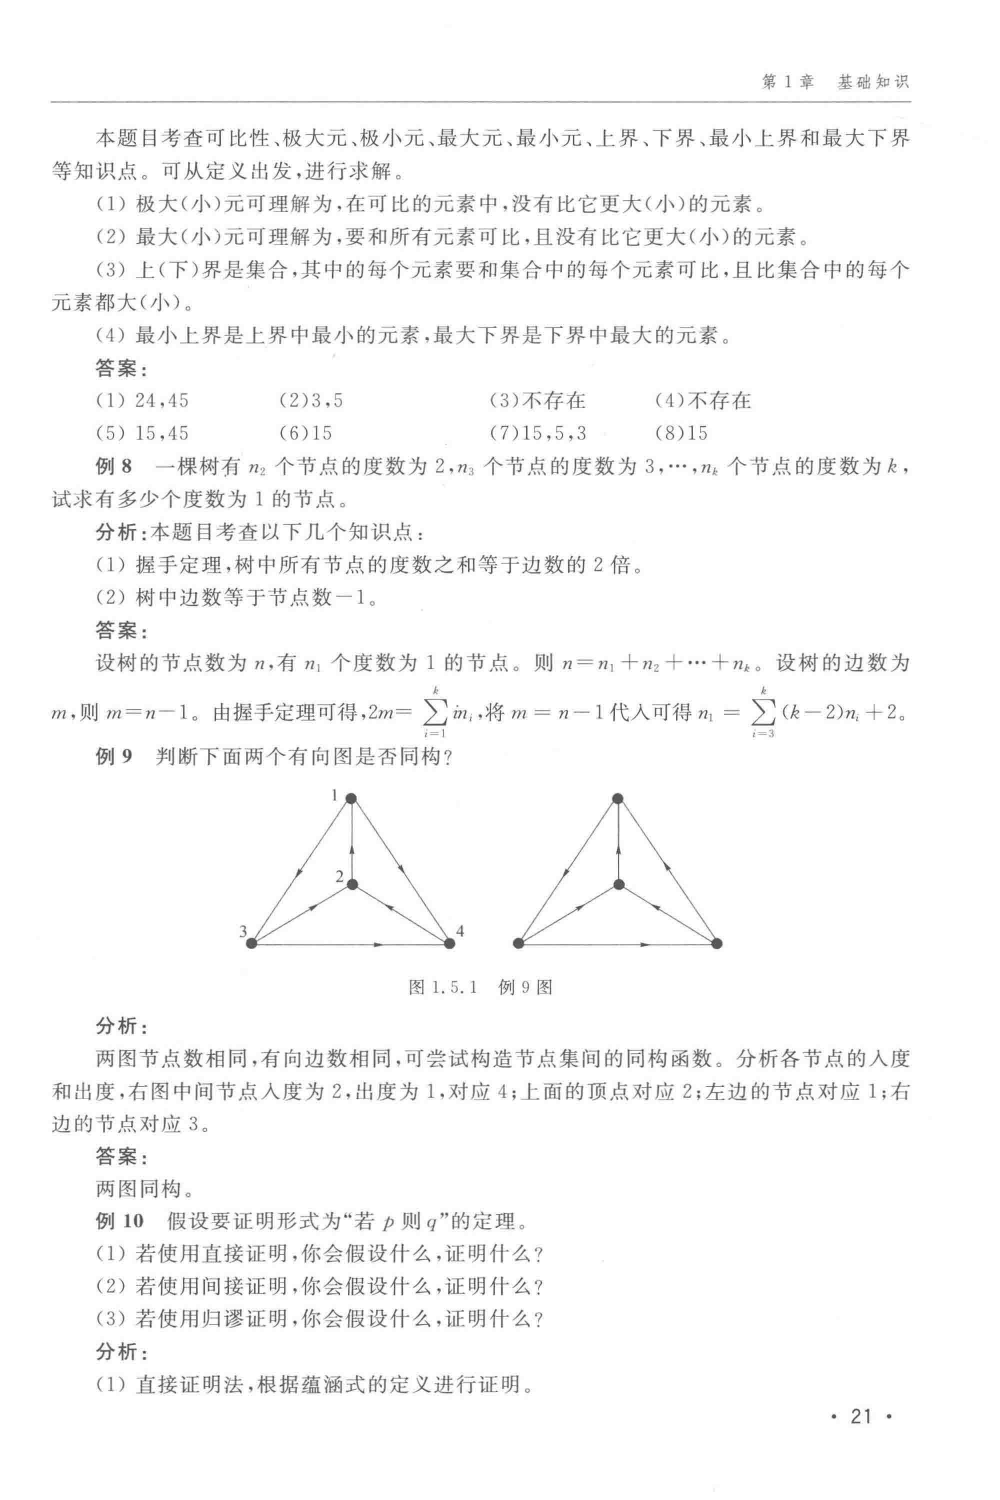 第1章 基础知识
本题目考查可比性、极大元、极小元、最大元、最小元、上界、下界、最小上界和最大下界
等知识点。可从定义出发,进行求解。
(1) 极大(小)元可理解为,在可比的元素中,没有比它更大(小)的元素。
(2) 最大(小)元可理解为,要和所有元素可比,且没有比它更大(小)的元素。
(3) 上(下)界是集合,其中的每个元素要和集合中的每个元素可比,且比集合中的每个
元素都大(小)。
(4) 最小上界是上界中最小的元素,最大下界是下界中最大的元素。
答案:
(1) 24,45 (2)3,5 (3)不存在 (4)不存在
(5) 15,45 (6)15 (7)15,5,3 (8)15
例 8 一棵树有 n₂ 个节点的度数为 2,n₃ 个节点的度数为 3,…,nₖ 个节点的度数为 k,
试求有多少个度数为 1 的节点。
分析:本题目考查以下几个知识点:
(1) 握手定理,树中所有节点的度数之和等于边数的 2 倍。
(2) 树中边数等于节点数-1。
答案:
设树的节点数为 n,有 n₁ 个度数为 1 的节点。则 n=n₁+n₂+…+nₖ。设树的边数为
m,则 m=n-1。由握手定理可得,2m= ∑_{i=1}^{k} inᵢ,将 m = n-1代入可得 n₁ = ∑_{i=3}^{k} (k-2)nᵢ+2。
例 9 判断下面两个有向图是否同构?
1
2
3
4
图 1.5.1 例 9 图
分析:
两图节点数相同,有向边数相同,可尝试构造节点集间的同构函数。分析各节点的入度
和出度,右图中间节点入度为 2,出度为 1,对应 4;上面的顶点对应 2;左边的节点对应 1;右
边的节点对应 3。
答案:
两图同构。
例 10 假设要证明形式为“若 p 则 q”的定理。
(1) 若使用直接证明,你会假设什么,证明什么?
(2) 若使用间接证明,你会假设什么,证明什么?
(3) 若使用归谬证明,你会假设什么,证明什么?
分析:
(1) 直接证明法,根据蕴涵式的定义进行证明。
• 21 •